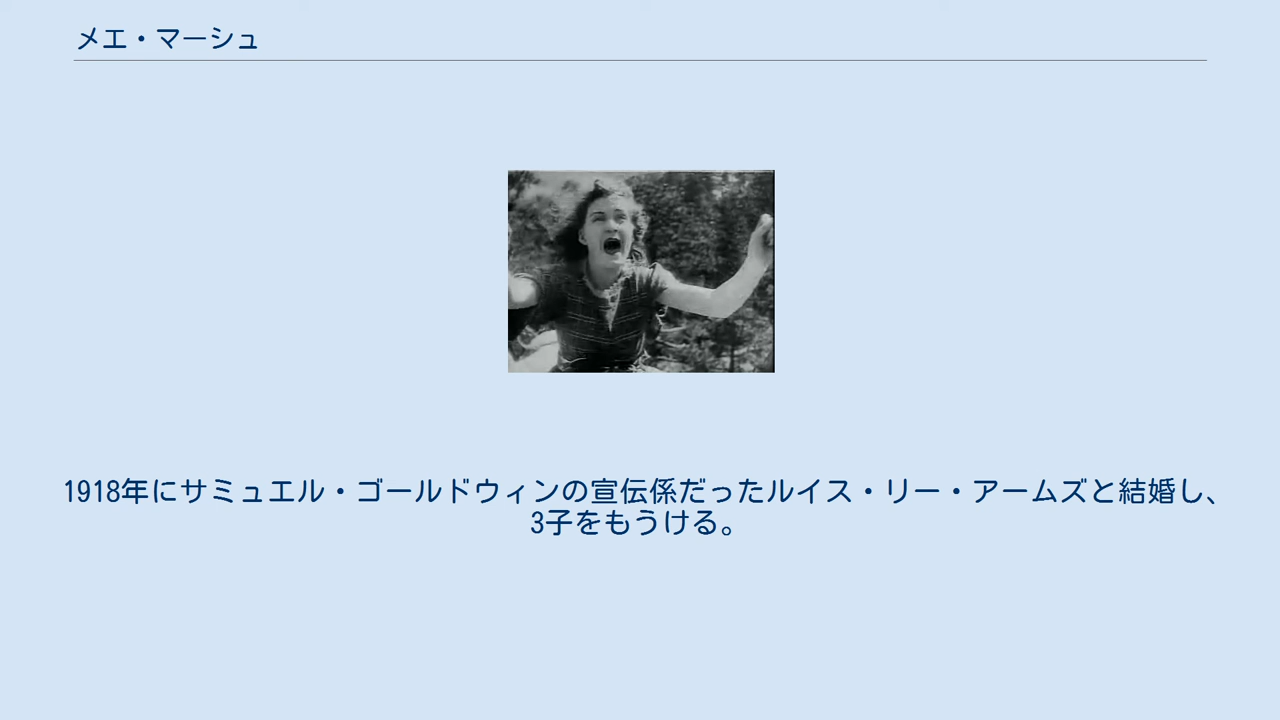 メエ・マーシュ
1918年にサミュエル・ゴールドウィンの宣伝係だったルイス・リー・アームズと結婚し、
3子をもうける。